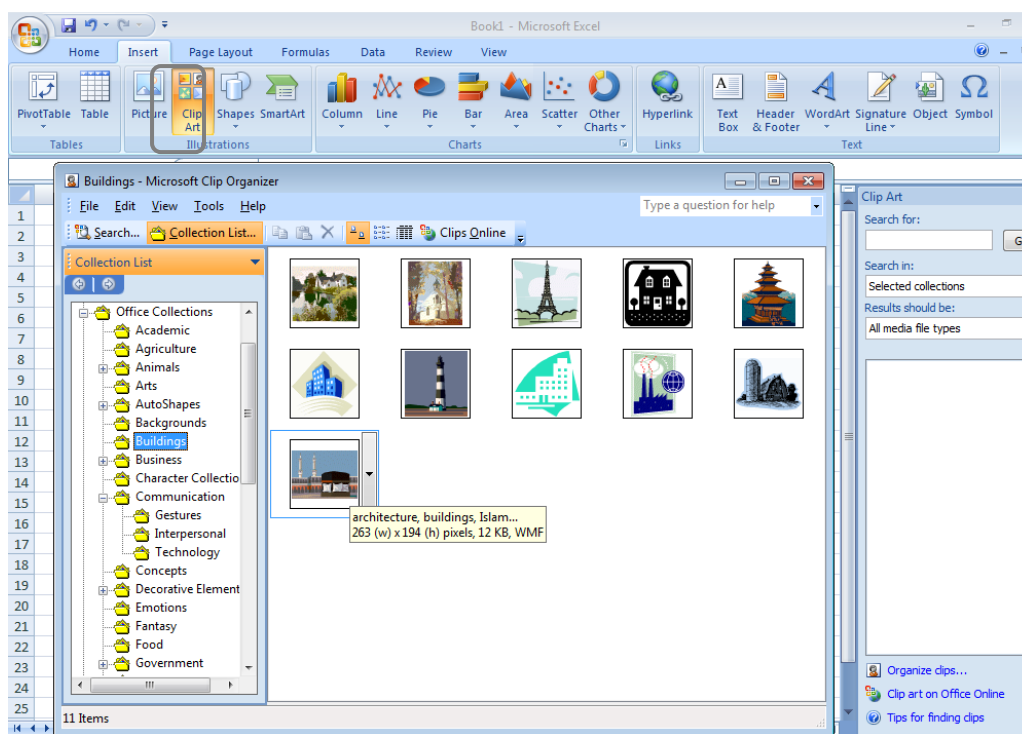 Book1 - Microsoft Excel
Home Insert Page Layout Formulas Data Review View
PivotTable Table Picture Clip Art Shapes SmartArt Column Line Pie Bar Area Scatter Other Charts Hyperlink Text Box Header & Footer WordArt Signature Line Object Symbol
Tables Illustrations Charts Links Text
Buildings - Microsoft Clip Organizer
File Edit View Tools Help
Type a question for help
Search... Collection List... Clips Online
Collection List
Office Collections
Academic
Agriculture
Animals
Arts
AutoShapes
Backgrounds
Buildings
Business
Character Collectio
Communication
Gestures
Interpersonal
Technology
Concepts
Decorative Element
Emotions
Fantasy
Food
Government
architecture, buildings, Islam...
263 (w) x 194 (h) pixels, 12 KB, WMF
11 Items
1
2
3
4
5
6
7
8
9
10
11
12
13
14
15
16
17
18
19
20
21
22
23
24
25
Clip Art
Search for:
G
Search in:
Selected collections
Results should be:
All media file types
Organize clips...
Clip art on Office Online
Tips for finding clips